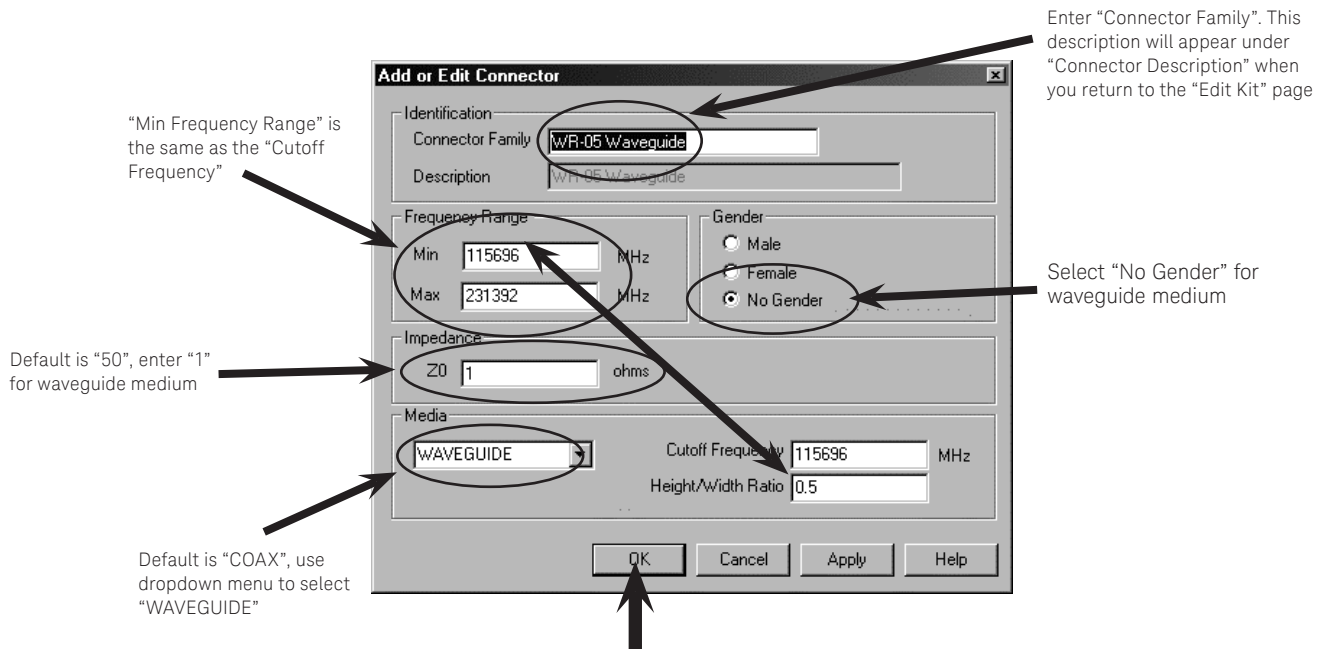 Enter “Connector Family”. This
description will appear under
“Connector Description” when
you return to the “Edit Kit” page
“Min Frequency Range” is
the same as the “Cutoff
Frequency”
Add or Edit Connector
Identification
Connector Family WR-05 Waveguide
Description WR-05 Waveguide
Frequency Range
Min 115696 MHz
Max 231392 MHz
Gender
Male
Female
No Gender
Select “No Gender” for
waveguide medium
Impedance
Z0 1 ohms
Default is “50”, enter “1”
for waveguide medium
Media
WAVEGUIDE
Cutoff Frequency 115696 MHz
Height/Width Ratio 0.5
Default is “COAX”, use
dropdown menu to select
“WAVEGUIDE”
OK Cancel Apply Help